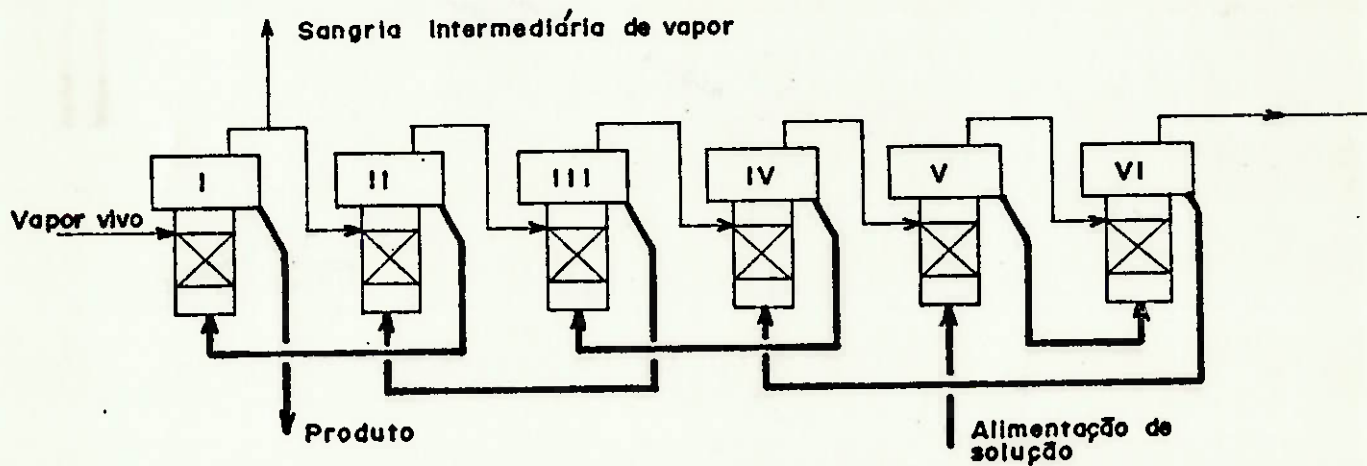 Sangria Intermediária de vapor
I
II
III
IV
V
VI
Vapor vivo
Produto
Alimentação de
solução